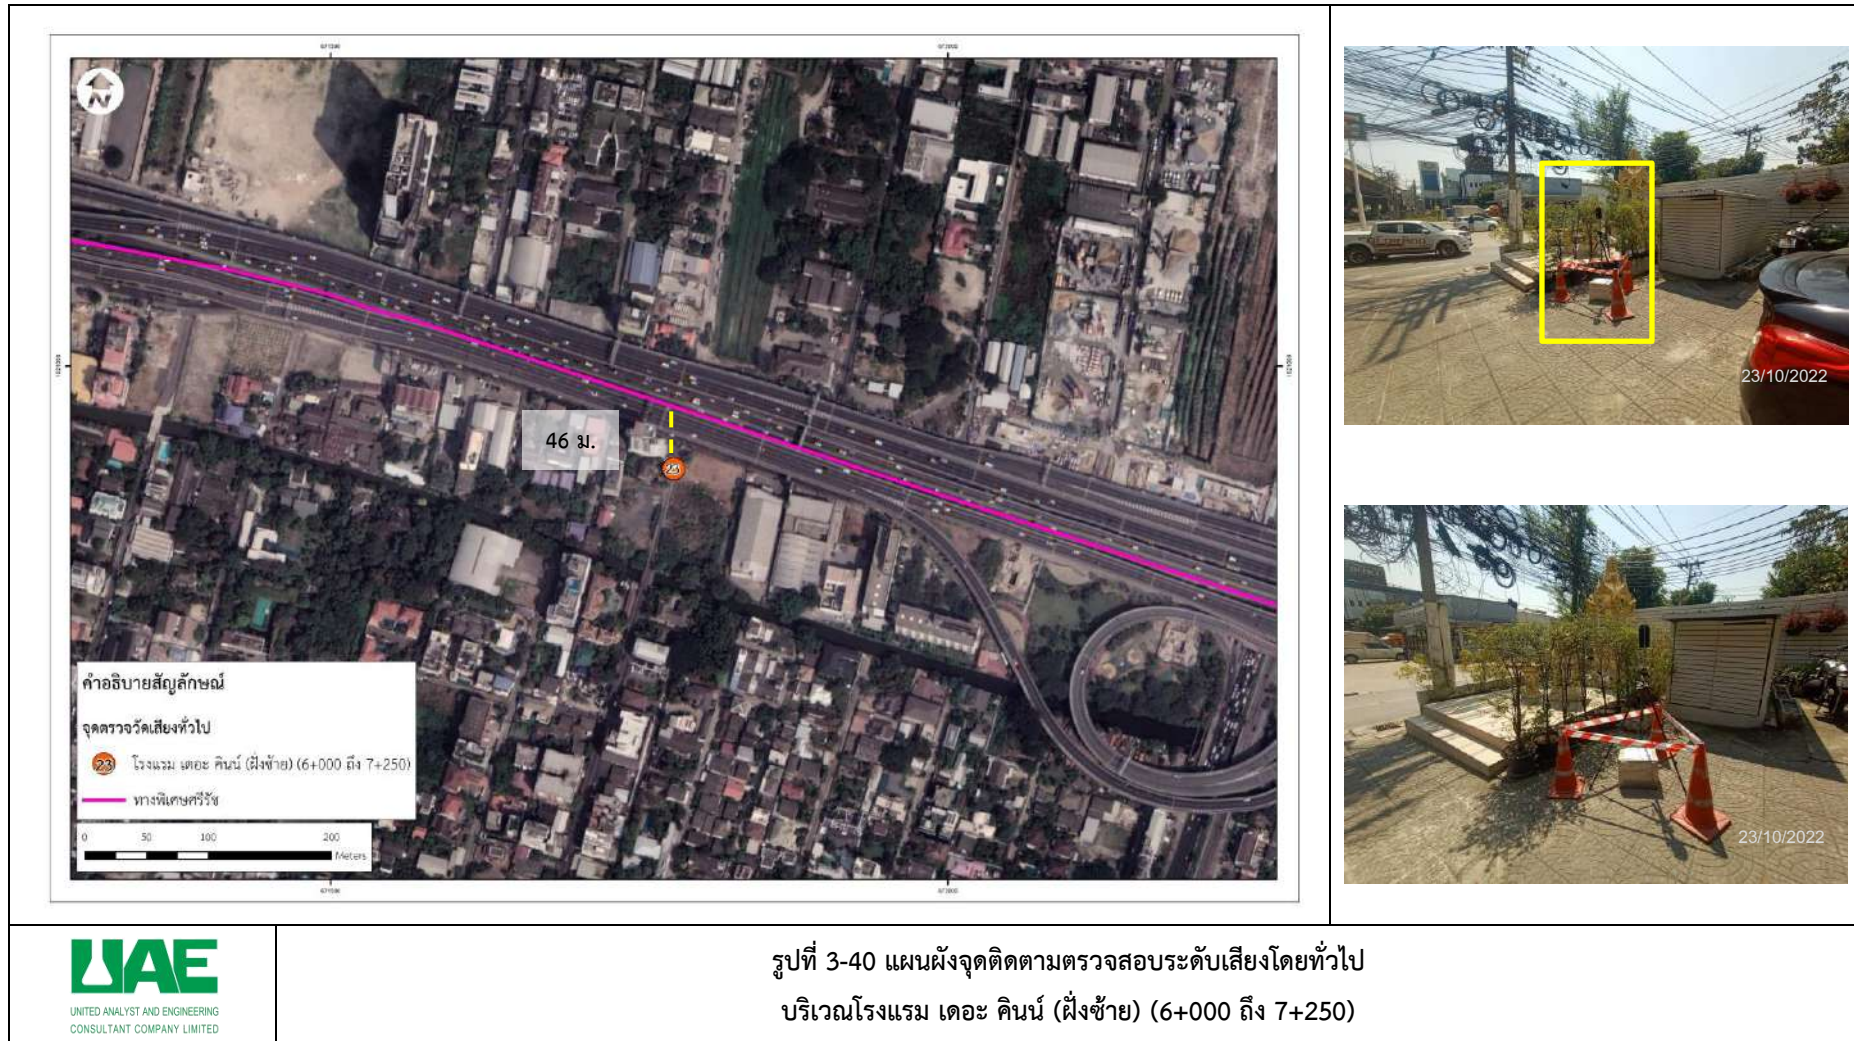 N
46 ม.
23
คำอธิบายสัญลักษณ์
จุดตรวจวัดเสียงทั่วไป
23 โรงแรม เดอะ คินน์ (ฝั่งซ้าย) (6+000 ถึง 7+250)
ทางพิเศษศรีรัช
0 50 100 200
Meters
23/10/2022
23/10/2022
UAE
UNITED ANALYST AND ENGINEERING
CONSULTANT COMPANY LIMITED
รูปที่ 3-40 แผนผังจุดติดตามตรวจสอบระดับเสียงโดยทั่วไป
บริเวณโรงแรม เดอะ คินน์ (ฝั่งซ้าย) (6+000 ถึง 7+250)